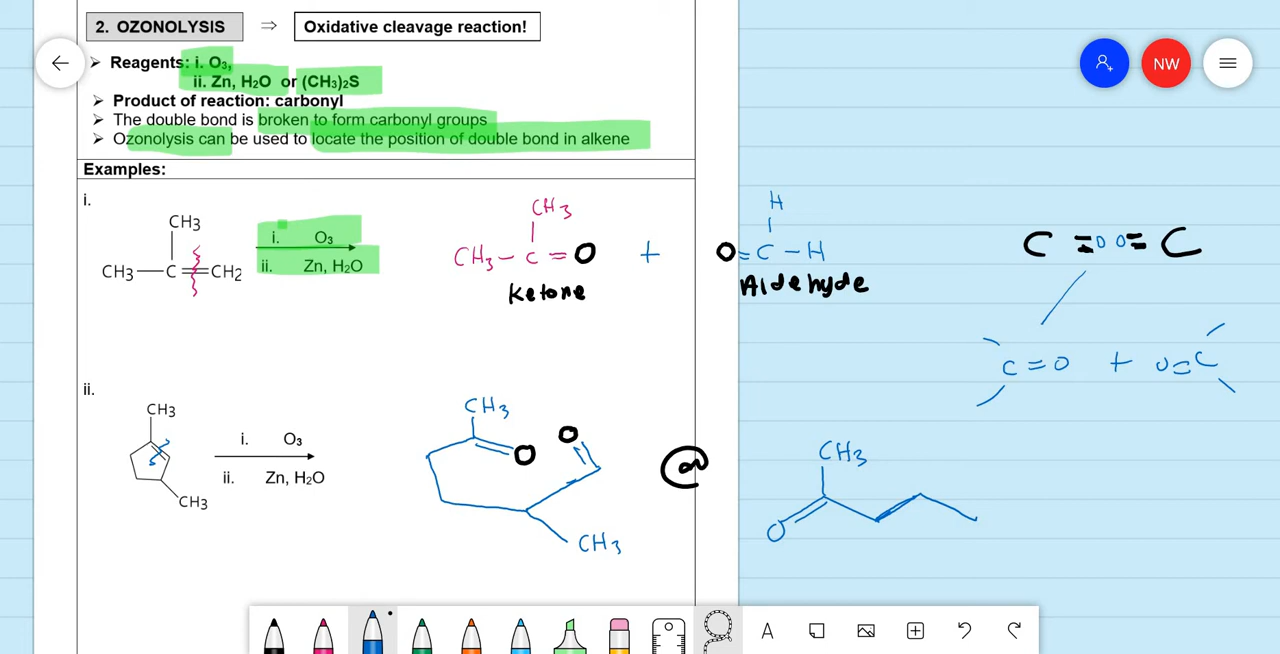 2. OZONOLYSIS ⇒ Oxidative cleavage reaction!
➢ Reagents: i. O3,
ii. Zn, H2O or (CH3)2S
➢ Product of reaction: carbonyl
➢ The double bond is broken to form carbonyl groups
➢ Ozonolysis can be used to locate the position of double bond in alkene
NW
Examples:
i.
CH3
CH3—C=CH2
i. O3
ii. Zn, H2O
CH3
CH3-C=O + O=C-H
H
Ketone
Aldehyde
C=O O=C
C=O + O=C
ii.
CH3
CH3
i. O3
ii. Zn, H2O
CH3
O
O
CH3
@
CH3
O
A